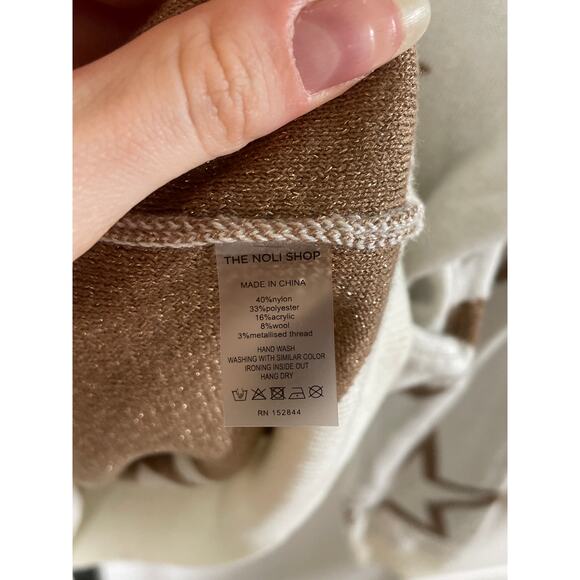 THE NOLI SHOP
MADE IN CHINA
40%nylon
33%polyester
16%acrylic
8%wool
3%metallised thread
HAND WASH
WASHING WITH SIMILAR COLOR
IRONING INSIDE OUT
HANG DRY
RN 152844